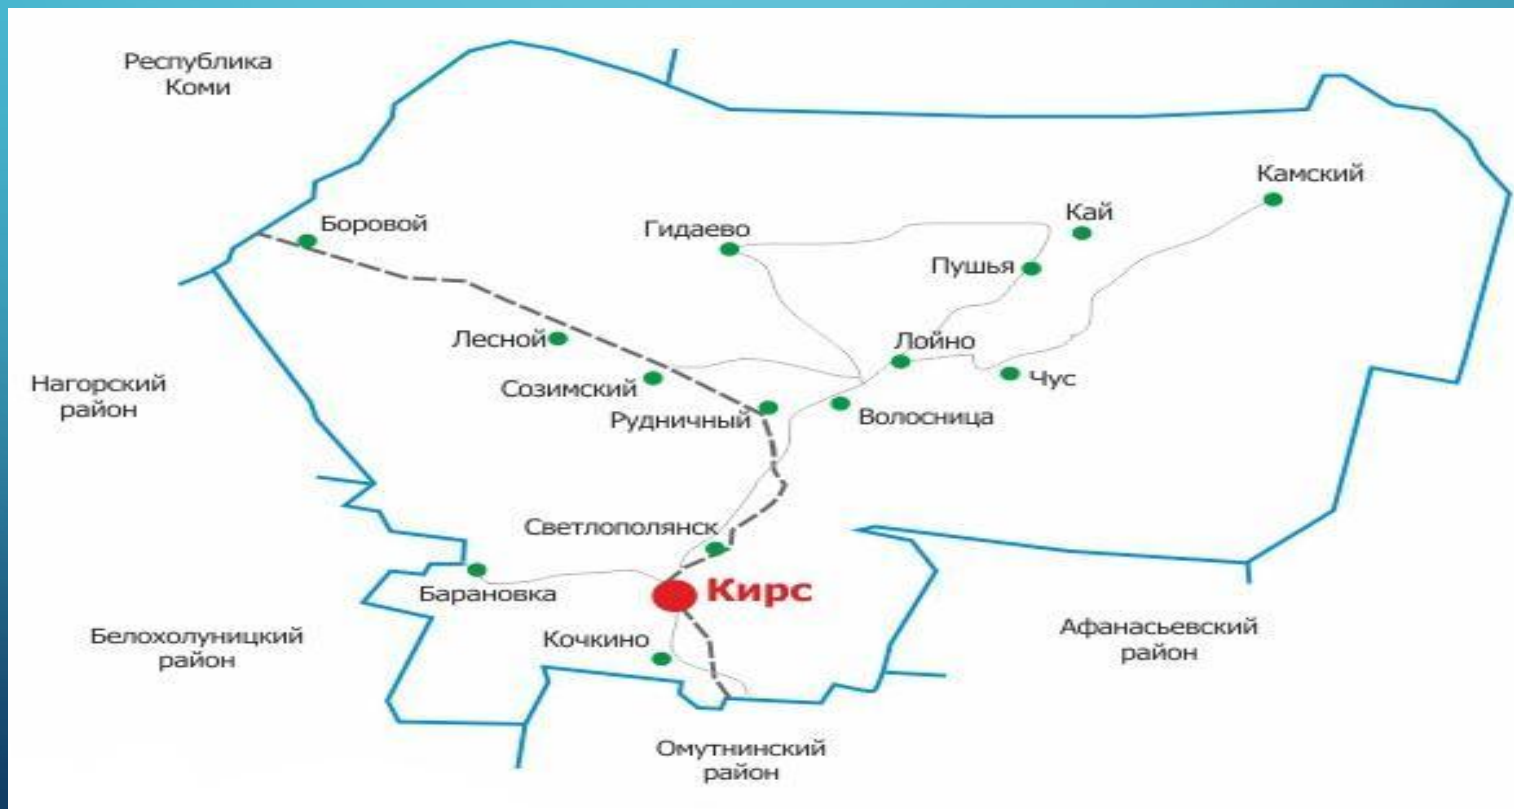 Республика
Коми
Камский
Кай
Боровой
Гидаево
Пушья
Лесной
Лойно
Чус
Нагорский
район
Созимский
Рудничный
Волосница
Светлополянск
Барановка
Кирс
Белохолуницкий
район
Кочкино
Афанасьевский
район
Омутнинский
район